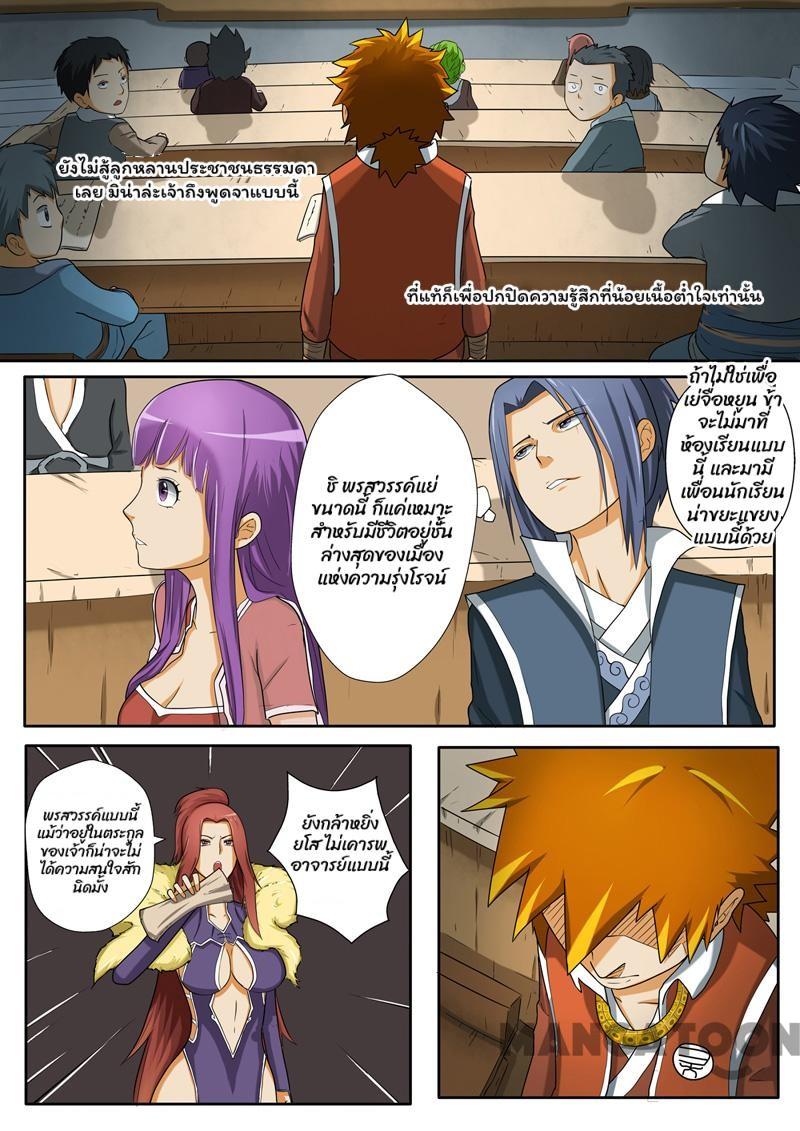 ยังไม่สู้ลูกหลานประชาชนธรรมดา
เลย มิน่าล่ะเจ้าถึงพูดจาแบบนี้
ที่แท้ก็เพื่อปกปิดความรู้สึกที่น้อยเนื้อต่ำใจเท่านั้น
ถ้าไม่ใช่เพื่อ
เย่จื่อหยูน ข้า
จะไม่มาที่
ห้องเรียนแบบ
นี้ และมามี
เพื่อนนักเรียน
น่าขยะแขยง
แบบนี้ด้วย
ชิ พรสวรรค์แย่
ขนาดนี้ ก็แค่เหมาะ
สำหรับมีชีวิตอยู่ชั้น
ล่างสุดของเมือง
แห่งความรุ่งโรจน์
พรสวรรค์แบบนี้
แม้ว่าอยู่ในตระกูล
ของเจ้าก็น่าจะไม่
ได้ความสนใจสัก
นิดมั้ง
ยังกล้าหยิ่ง
ยโส ไม่เคารพ
อาจารย์แบบนี้
MANGATOON